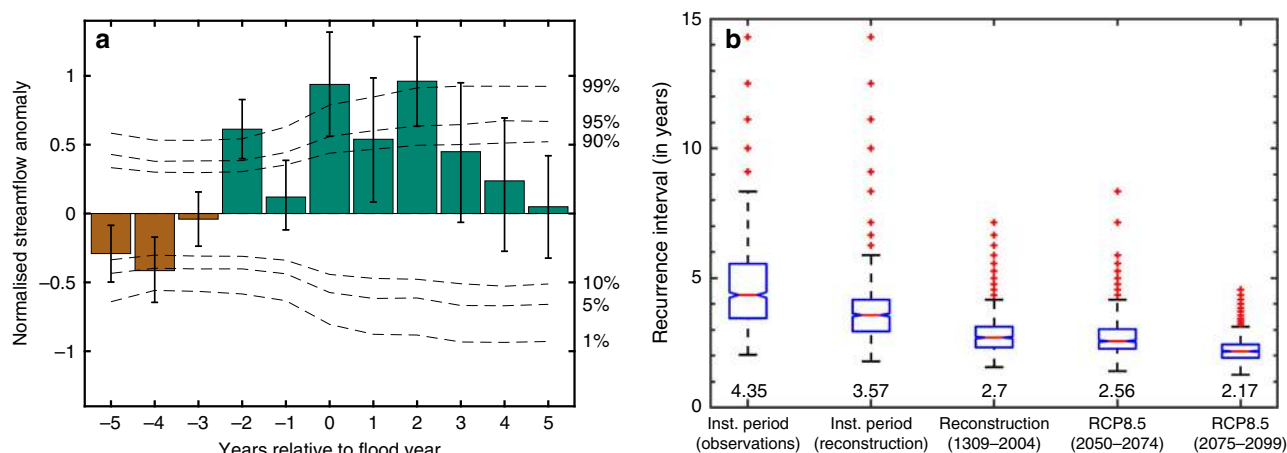 a
Normalised streamflow anomaly
1
0.5
0
−0.5
−1
99%
95%
90%
10%
5%
1%
−5 −4 −3 −2 −1 0 1 2 3 4 5
Years relative to flood year
b
Recurrence interval (in years)
15
10
5
0
4.35 3.57 2.7 2.56 2.17
Inst. period (observations)
Inst. period (reconstruction)
Reconstruction (1309–2004)
RCP8.5 (2050–2074)
RCP8.5 (2075–2099)